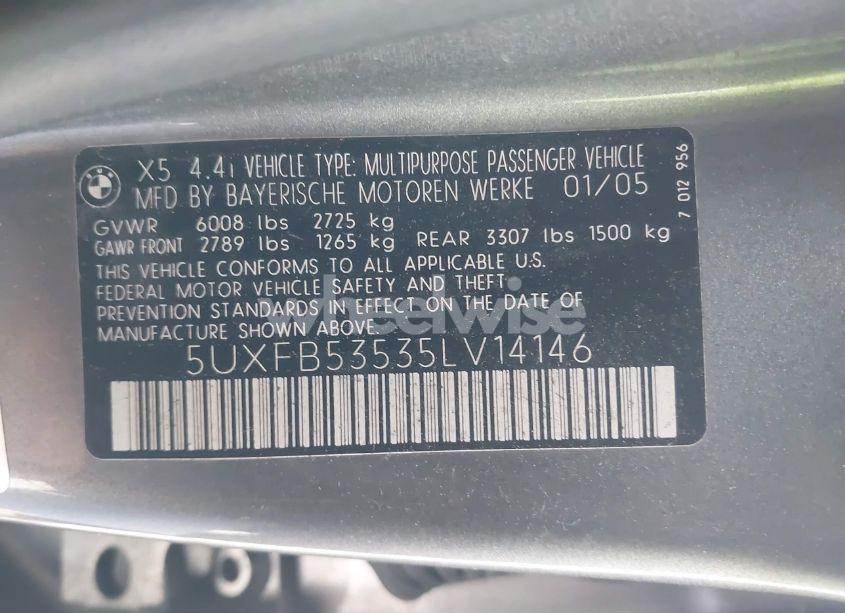 X5 4.4i VEHICLE TYPE: MULTIPURPOSE PASSENGER VEHICLE
MFD BY BAYERISCHE MOTOREN WERKE 01/05
GVWR 6008 lbs 2725 kg
GAWR FRONT 2789 lbs 1265 kg REAR 3307 lbs 1500 kg
THIS VEHICLE CONFORMS TO ALL APPLICABLE U.S.
FEDERAL MOTOR VEHICLE SAFETY AND THEFT
PREVENTION STANDARDS IN EFFECT ON THE DATE OF
MANUFACTURE SHOWN ABOVE.
5UXFB53535LV14146
7 012 956
wheelwise